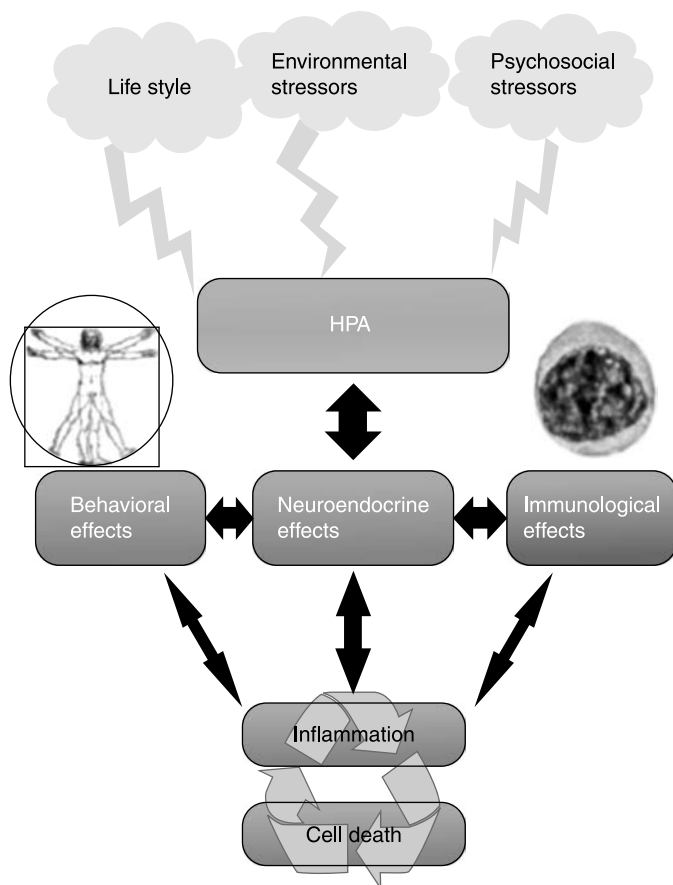 Life style
Environmental
stressors
Psychosocial
stressors
HPA
Behavioral
effects
Neuroendocrine
effects
Immunological
effects
Inflammation
Cell death